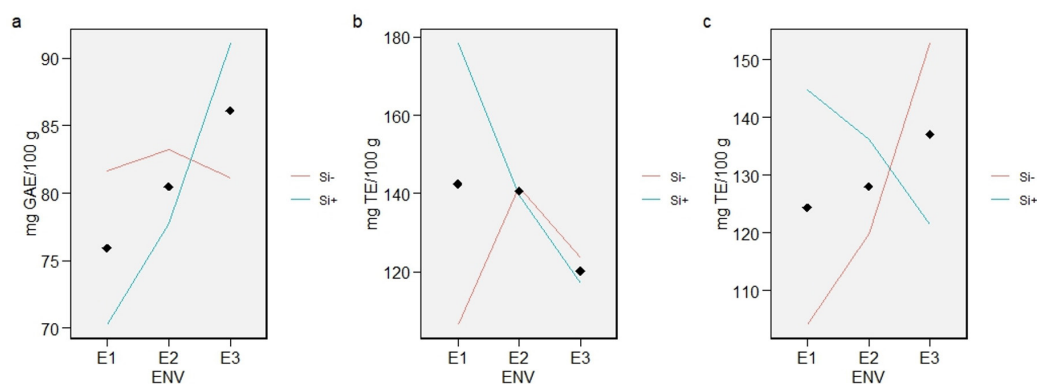 a
mg GAE/100 g
90
85
80
75
70
E1 E2 E3
ENV
Si-
Si+
b
mg TE/100 g
180
160
140
120
E1 E2 E3
ENV
Si-
Si+
c
mg TE/100 g
150
140
130
120
110
E1 E2 E3
ENV
Si-
Si+